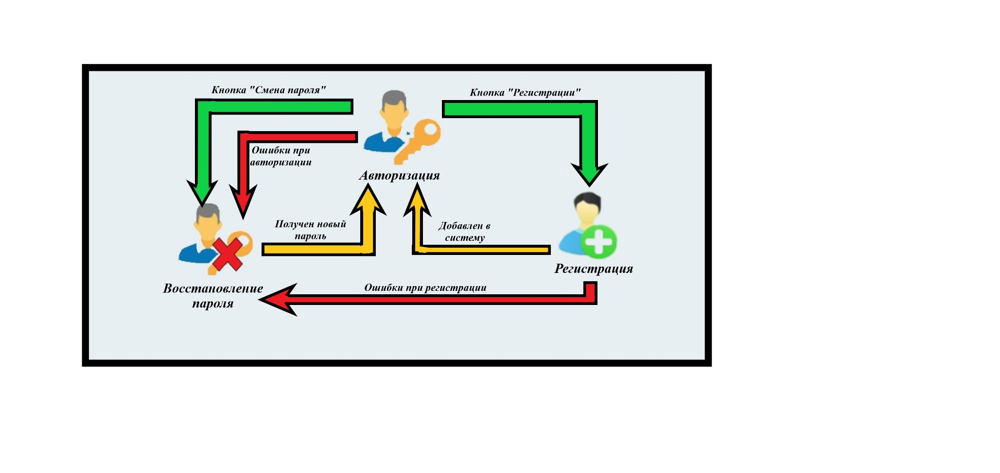 Кнопка "Смена пароля"
Кнопка "Регистрации"
Ошибки при
авторизации
Авторизация
Получен новый
пароль
Добавлен в
систему
Регистрация
Восстановление
пароля
Ошибки при регистрации